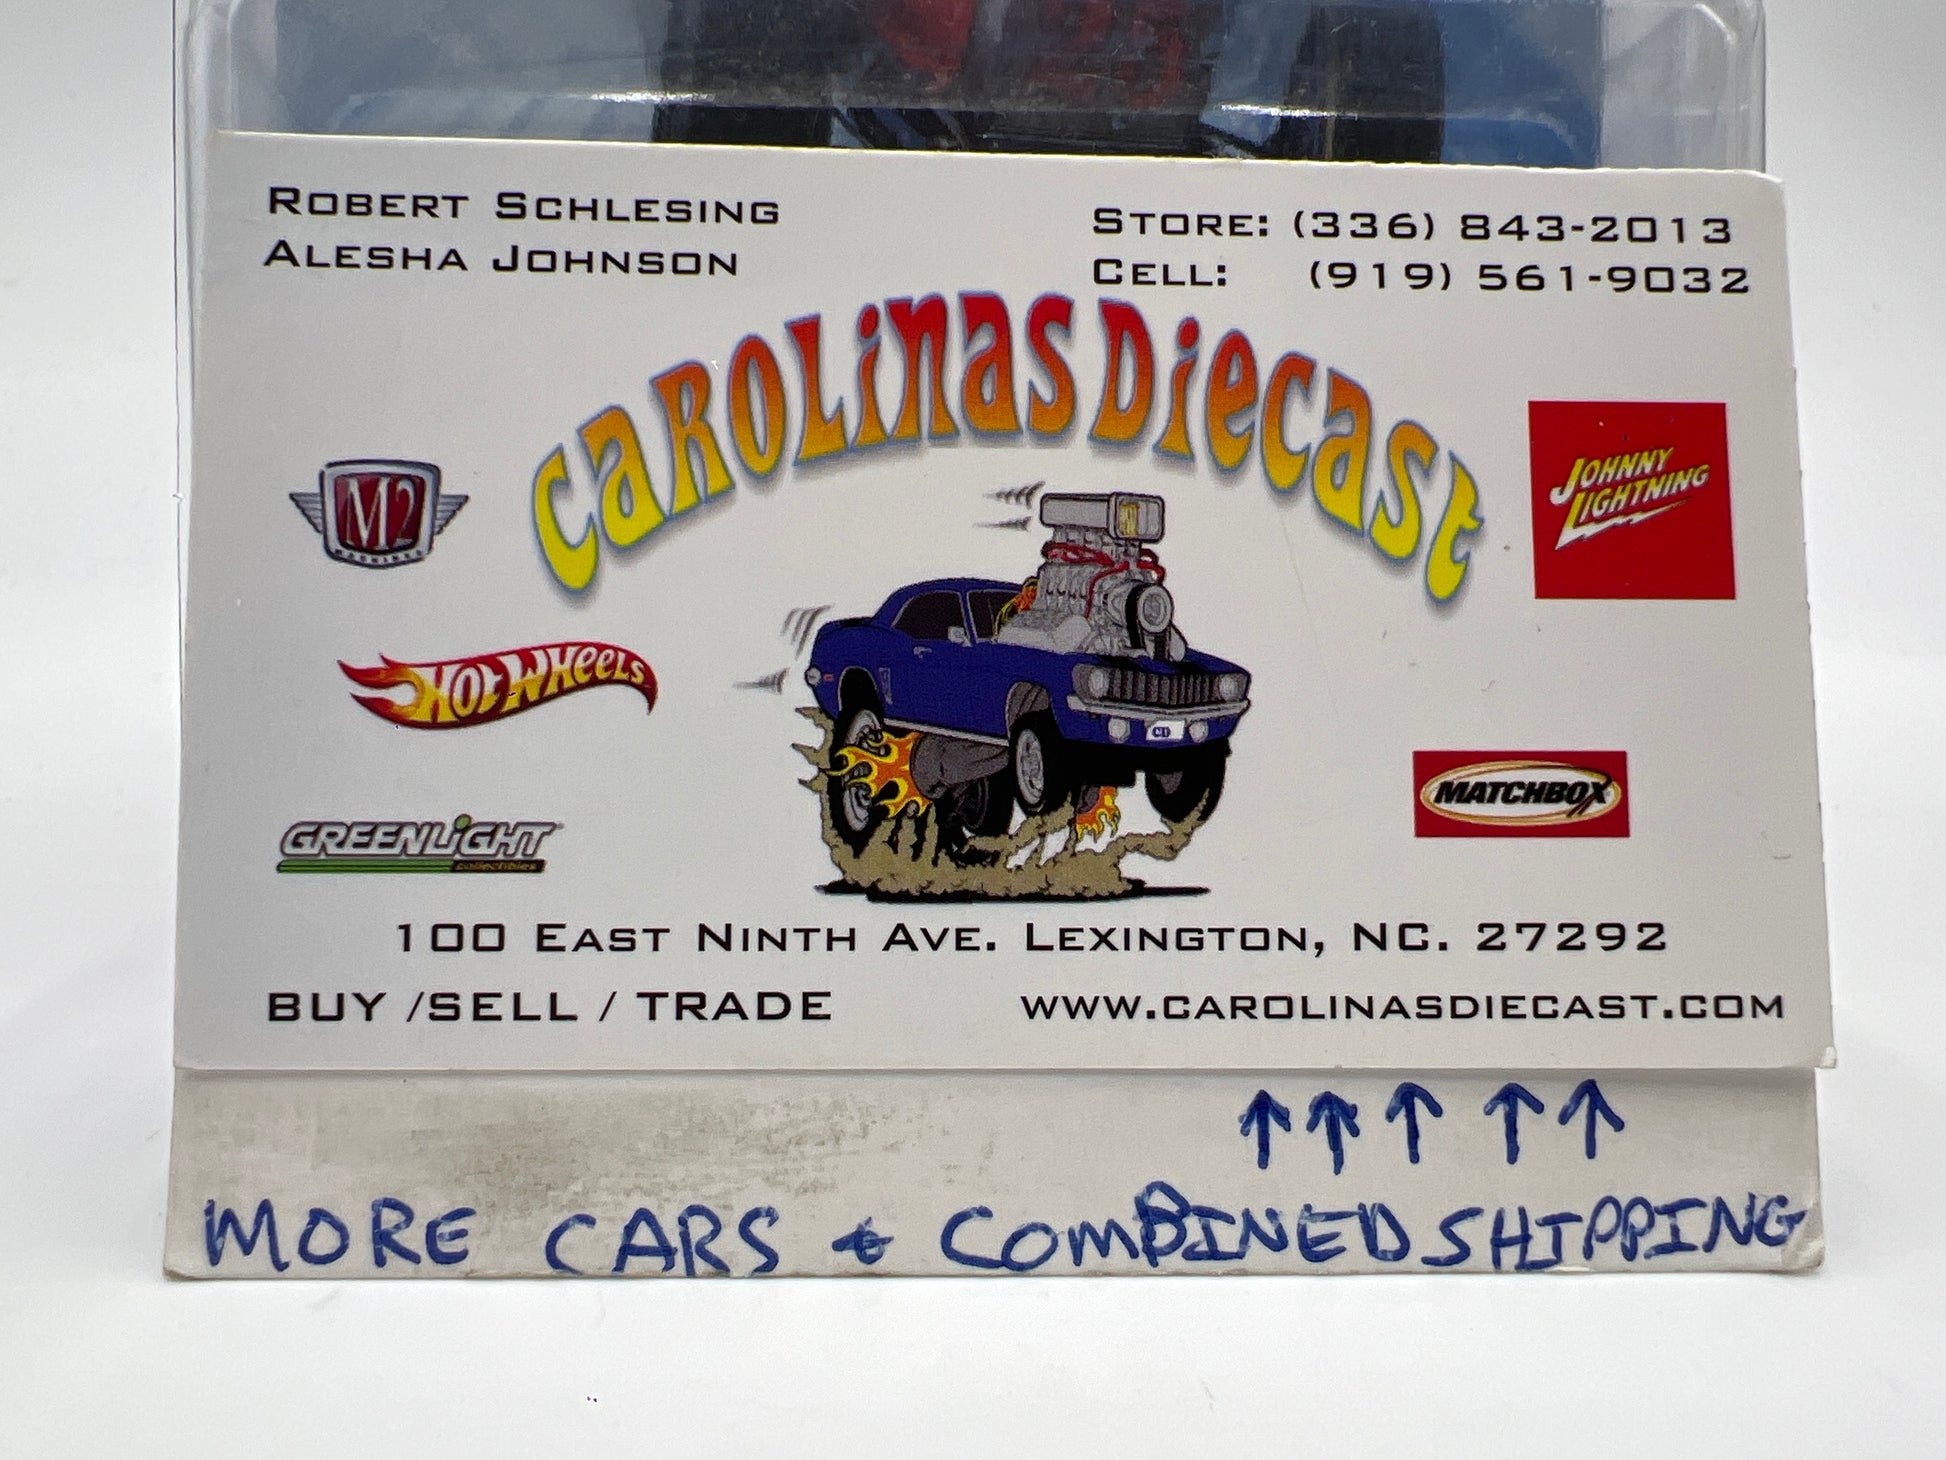 ROBERT SCHLESING
ALESHA JOHNSON
STORE: (336) 843-2013
CELL: (919) 561-9032
CAROLINAS DIECAST
M2
MACHINES
JOHNNY
LIGHTNING
HOT WHEELS
CD
MATCHBOX
GREENLIGHT
collectibles
100 EAST NINTH AVE. LEXINGTON, NC. 27292
BUY /SELL / TRADE
WWW.CAROLINASDIECAST.COM
↑↑↑↑↑
MORE CARS & COMBINED SHIPPING